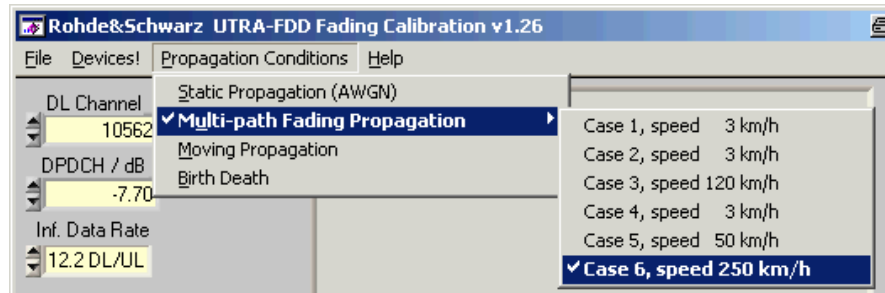 Rohde&Schwarz UTRA-FDD Fading Calibration v1.26
File Devices! Propagation Conditions Help
Static Propagation (AWGN)
Multi-path Fading Propagation
Moving Propagation
Birth Death
Case 1, speed 3 km/h
Case 2, speed 3 km/h
Case 3, speed 120 km/h
Case 4, speed 3 km/h
Case 5, speed 50 km/h
Case 6, speed 250 km/h
DL Channel
10562
DPDCH / dB
-7.70
Inf. Data Rate
12.2 DL/UL